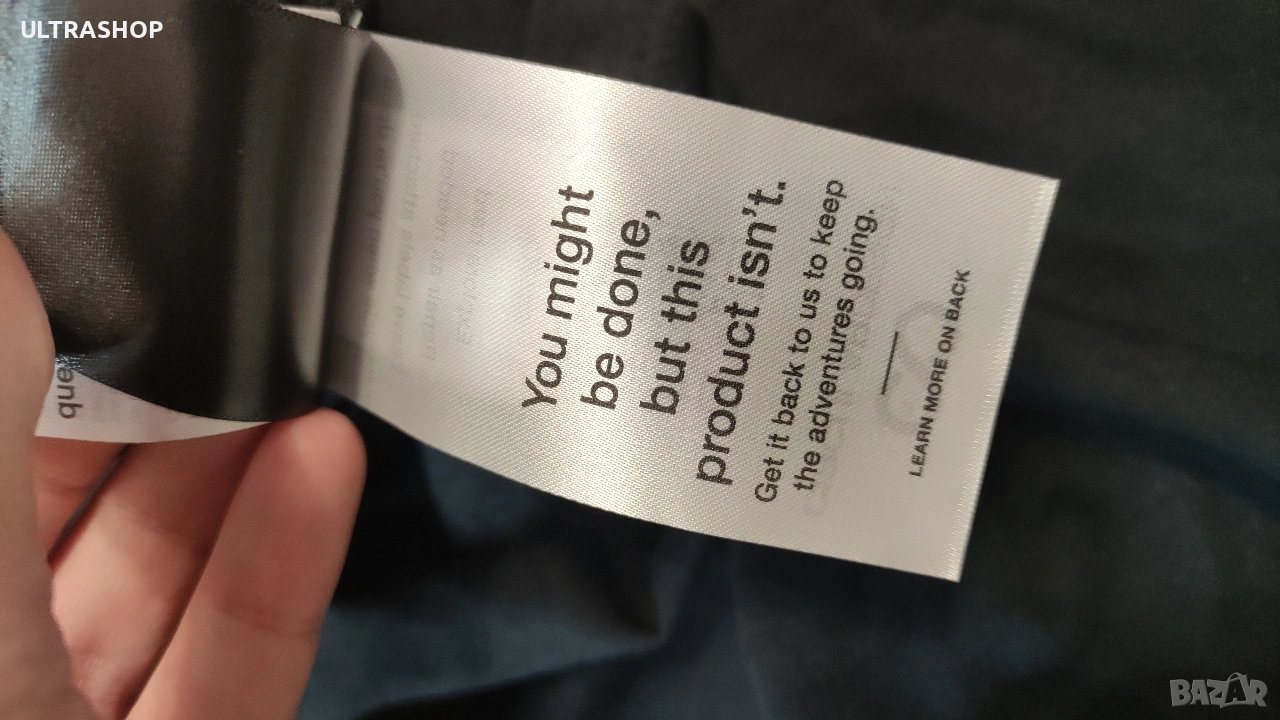 ULTRASHOP
You might
be done,
but this
product isn't.
Get it back to us to keep
the adventures going.
LEARN MORE ON BACK
que
BAZAR